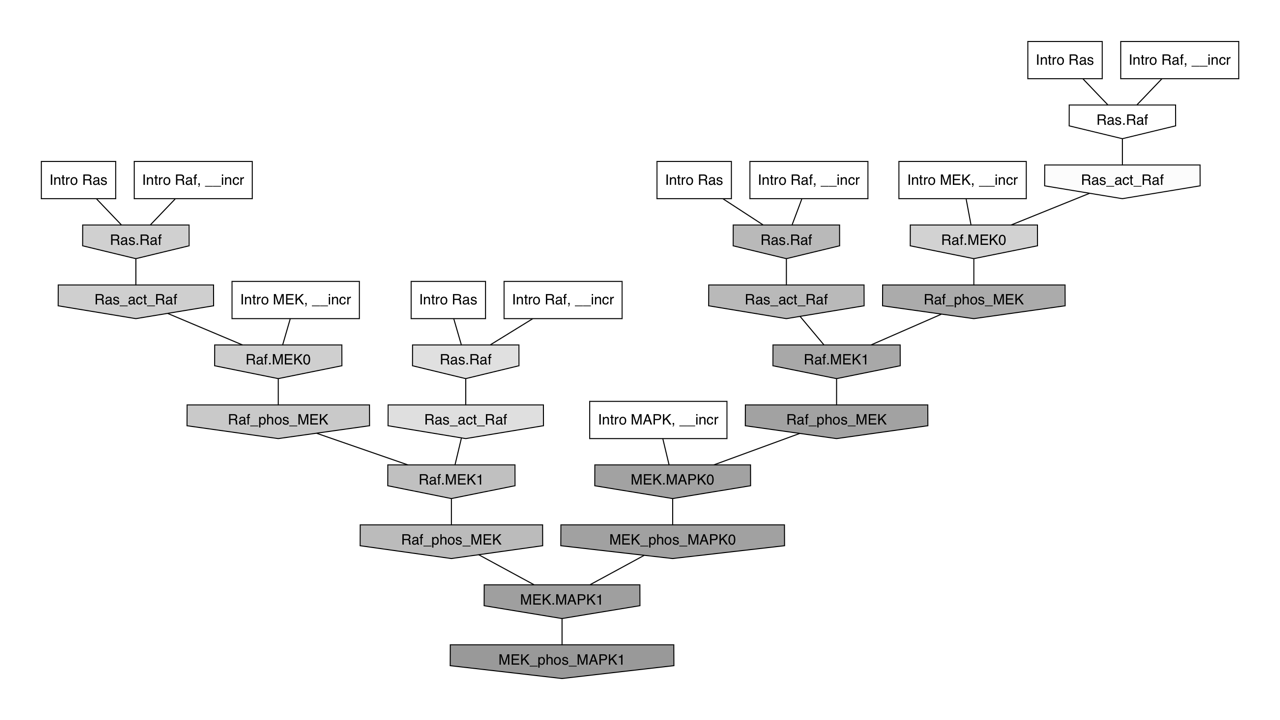 Intro Ras
Intro Raf, __incr
Ras.Raf
Intro Ras
Intro Raf, __incr
Intro Ras
Intro Raf, __incr
Intro MEK, __incr
Ras_act_Raf
Ras.Raf
Ras.Raf
Raf.MEK0
Ras_act_Raf
Intro MEK, __incr
Intro Ras
Intro Raf, __incr
Ras_act_Raf
Raf_phos_MEK
Raf.MEK0
Ras.Raf
Raf.MEK1
Raf_phos_MEK
Ras_act_Raf
Intro MAPK, __incr
Raf_phos_MEK
Raf.MEK1
MEK.MAPK0
Raf_phos_MEK
MEK_phos_MAPK0
MEK.MAPK1
MEK_phos_MAPK1